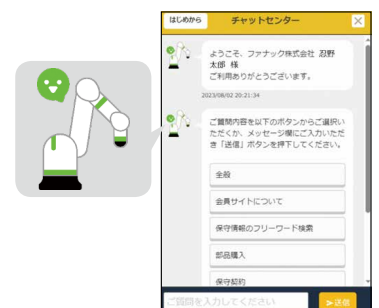 はじめから
チャットセンター
ようこそ、ファナック株式会社 忍野
太郎 様
ご利用ありがとうございます。
2023/08/02 20:21:34
ご質問内容を以下のボタンからご選択い
ただくか、メッセージ欄にご入力いただ
き「送信」ボタンを押下してください。
全般
会員サイトについて
保守情報のフリーワード検索
部品購入
保守契約
ご質問を入力してください
➤送信